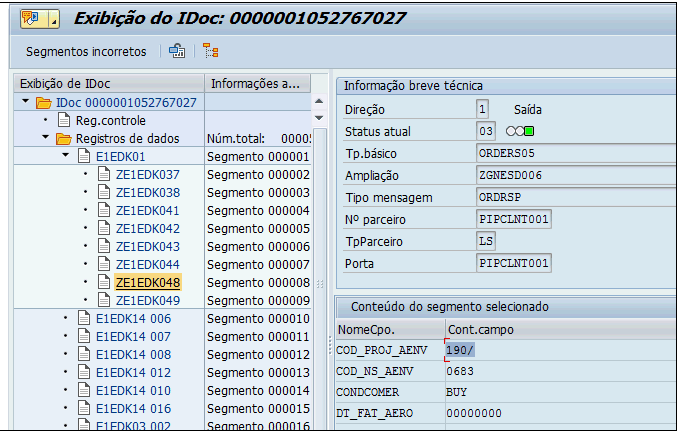 Exibição do IDoc: 0000001052767027
Segmentos incorretos
Exibição de IDoc Informações a...
IDoc 0000001052767027
Reg.controle
Registros de dados Núm.total: 0000
E1EDK01 Segmento 000001
ZE1EDK037 Segmento 000002
ZE1EDK038 Segmento 000003
ZE1EDK041 Segmento 000004
ZE1EDK042 Segmento 000005
ZE1EDK043 Segmento 000006
ZE1EDK044 Segmento 000007
ZE1EDK048 Segmento 000008
ZE1EDK049 Segmento 000009
E1EDK14 006 Segmento 000010
E1EDK14 007 Segmento 000011
E1EDK14 008 Segmento 000012
E1EDK14 012 Segmento 000013
E1EDK14 010 Segmento 000014
E1EDK14 016 Segmento 000015
E1EDK03 002 Segmento 000016
Informação breve técnica
Direção 1 Saída
Status atual 03
Tp.básico ORDERS05
Ampliação ZGNESD006
Tipo mensagem ORDRSP
Nº parceiro PIPCLNT001
TpParceiro LS
Porta PIPCLNT001
Conteúdo do segmento selecionado
NomeCpo. Cont.campo
COD_PROJ_AENV 190/
COD_NS_AENV 0683
CONDCOMER BUY
DT_FAT_AERO 00000000